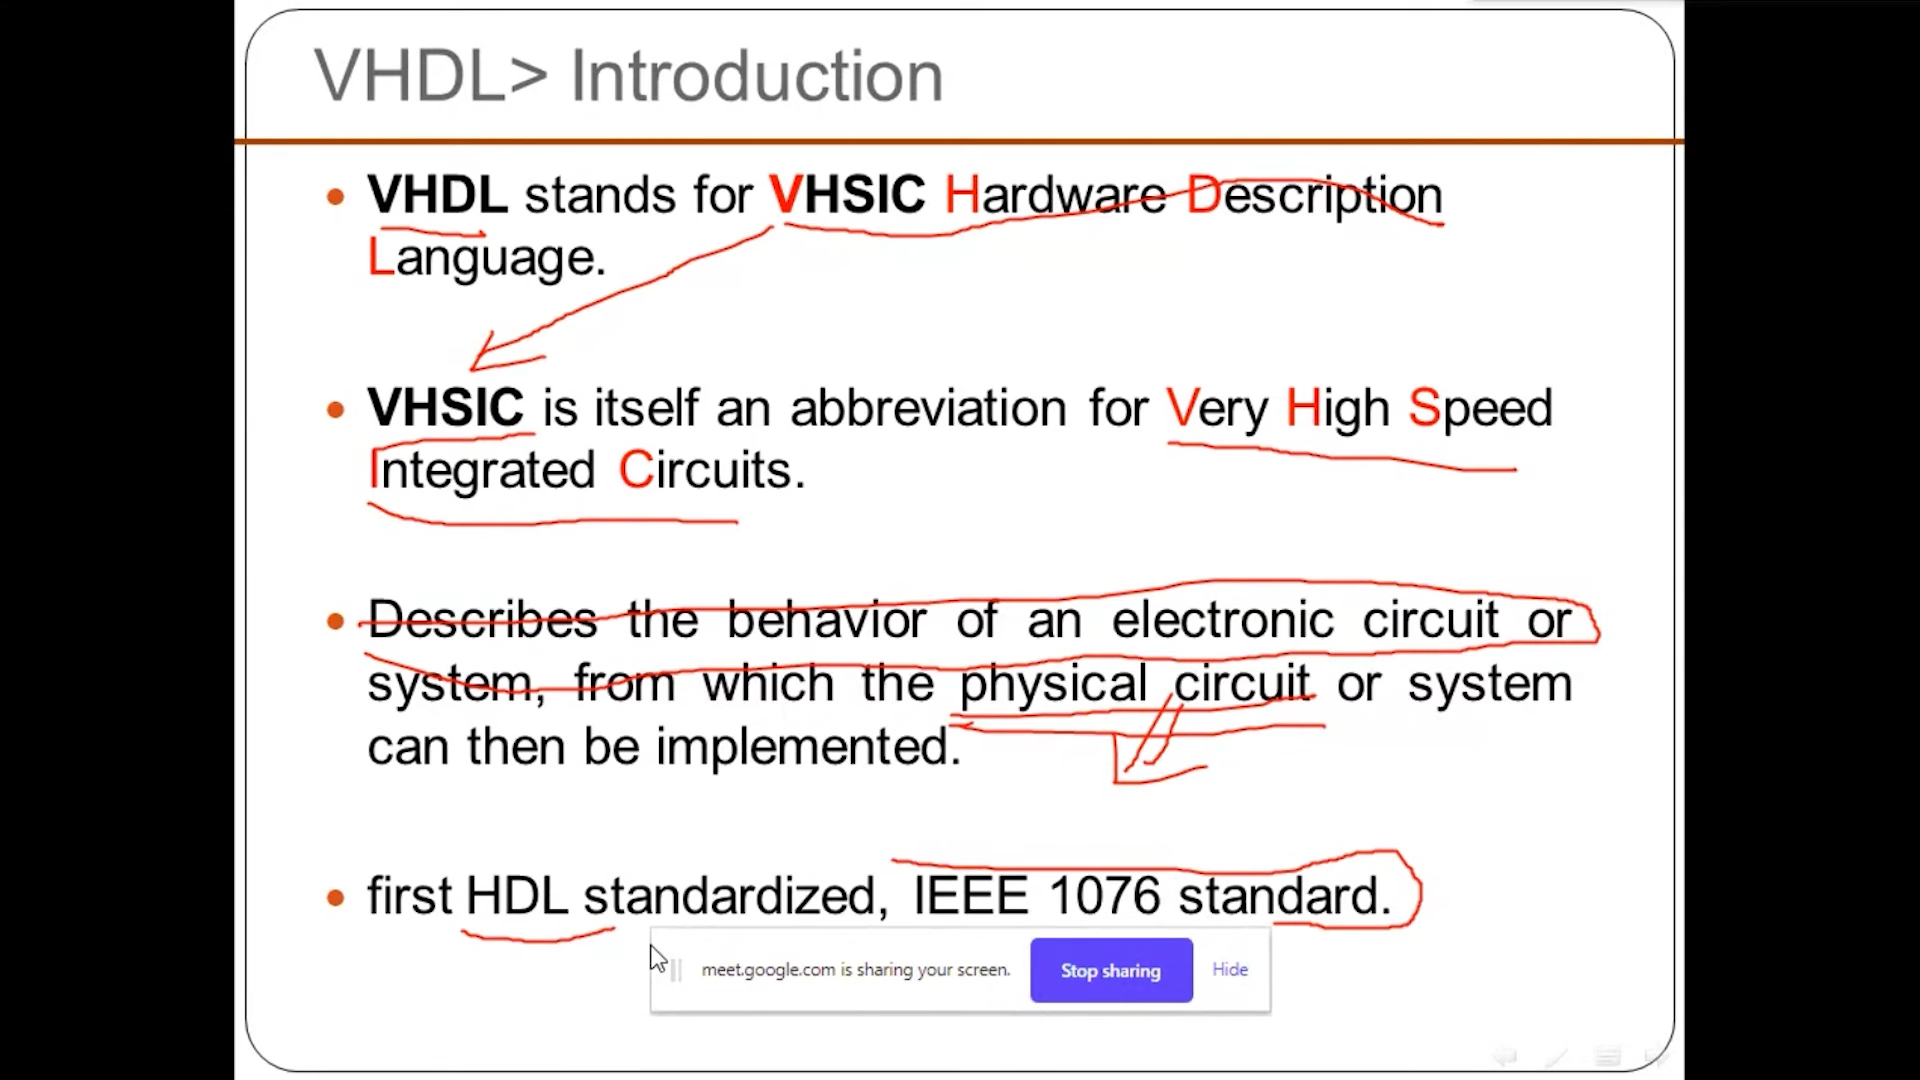 VHDL> Introduction
• VHDL stands for VHSIC Hardware Description
Language.
• VHSIC is itself an abbreviation for Very High Speed
Integrated Circuits.
• Describes the behavior of an electronic circuit or
system, from which the physical circuit or system
can then be implemented.
• first HDL standardized, IEEE 1076 standard.
meet.google.com is sharing your screen. Stop sharing Hide